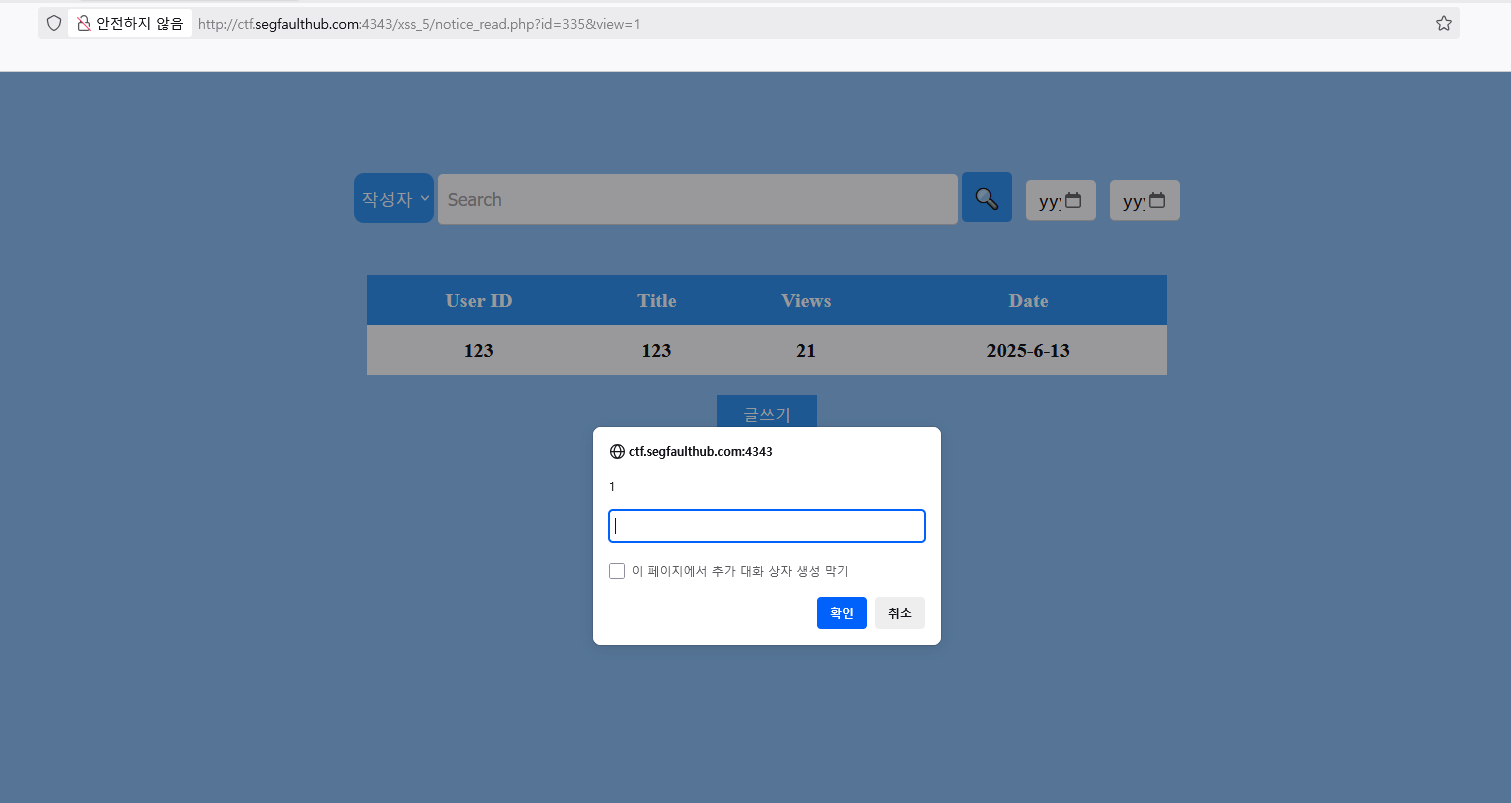 안전하지 않음 http://ctf.segfaulthub.com:4343/xss_5/notice_read.php?id=335&view=1
작성자 Search yyy yyy
User ID Title Views Date
123 123 21 2025-6-13
글쓰기
ctf.segfaulthub.com:4343
1
이 페이지에서 추가 대화 상자 생성 막기
확인 취소